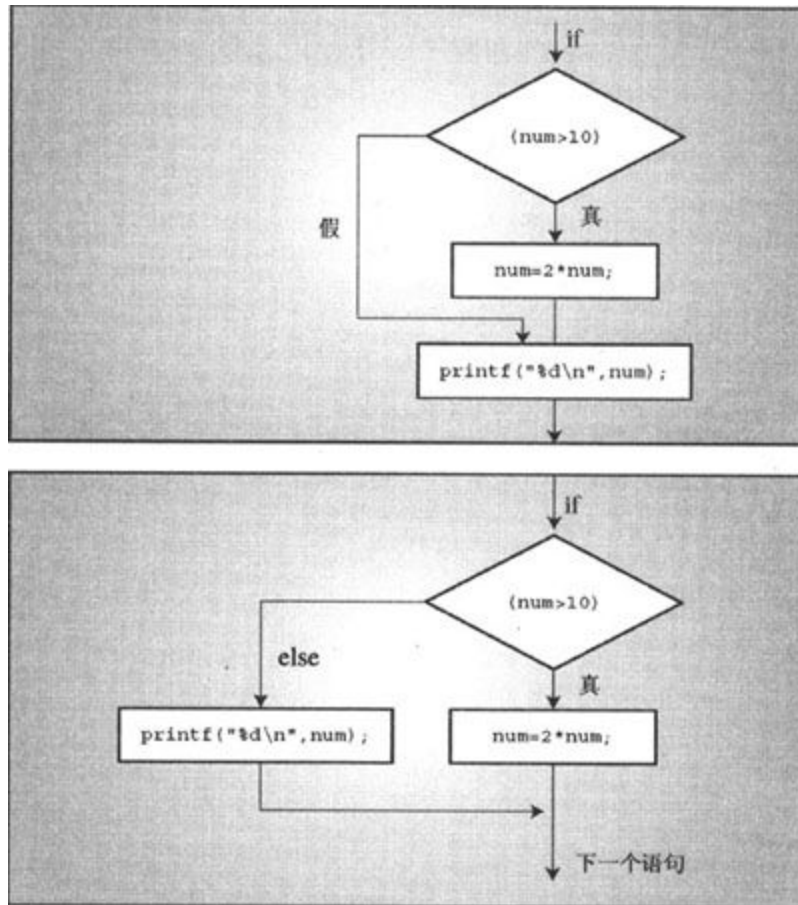 if
(num>10)
真
假
num=2*num;
printf("%d\n",num);
if
(num>10)
else
真
printf("%d\n",num);
num=2*num;
下一个语句